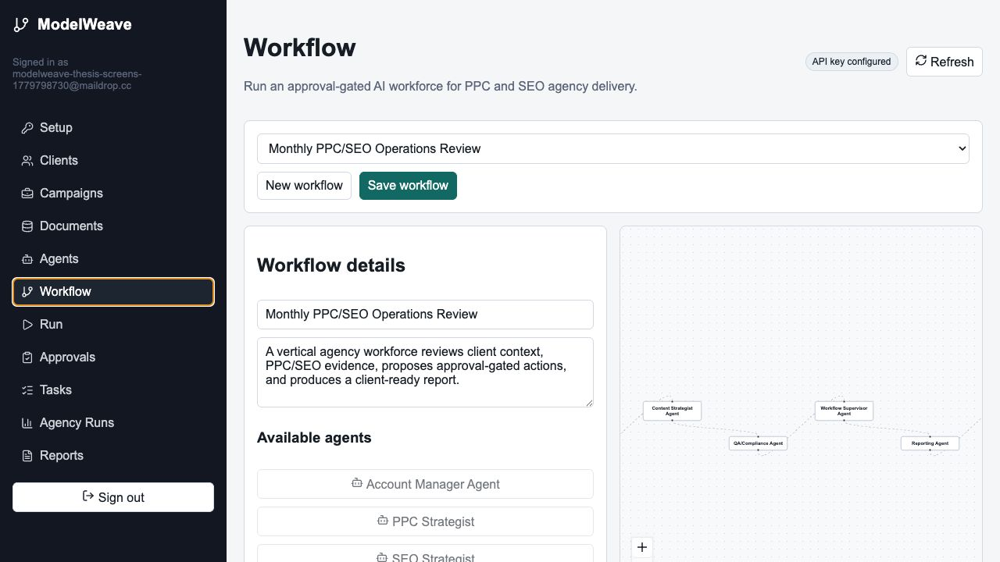 ModelWeave
Signed in as
modelweave-thesis-screens-
1779798730@maildrop.cc
Setup
Clients
Campaigns
Documents
Agents
Workflow
Run
Approvals
Tasks
Agency Runs
Reports
Sign out
Workflow
Run an approval-gated AI workforce for PPC and SEO agency delivery.
API key configured
Refresh
Monthly PPC/SEO Operations Review
New workflow
Save workflow
Workflow details
Monthly PPC/SEO Operations Review
A vertical agency workforce reviews client context,
PPC/SEO evidence, proposes approval-gated actions,
and produces a client-ready report.
Available agents
Account Manager Agent
PPC Strategist
SEO Strategist
Content Strategist
Agent
QA/Compliance Agent
Workflow Supervisor
Agent
Reporting Agent